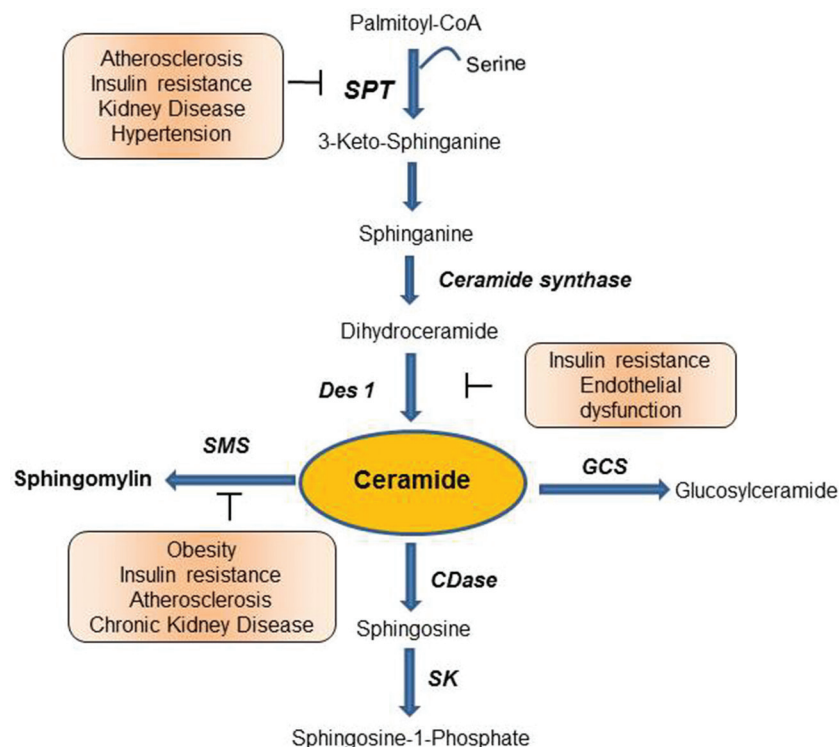 Palmitoyl-CoA
Atherosclerosis
Insulin resistance
Kidney Disease
Hypertension
SPT
Serine
3-Keto-Sphinganine
Sphinganine
Ceramide synthase
Dihydroceramide
Des 1
Insulin resistance
Endothelial
dysfunction
SMS
Sphingomylin
Ceramide
GCS
Glucosylceramide
Obesity
Insulin resistance
Atherosclerosis
Chronic Kidney Disease
CDase
Sphingosine
SK
Sphingosine-1-Phosphate